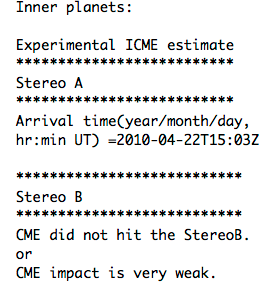 Inner planets:
Experimental ICME estimate
**************************
Stereo A
**************************
Arrival time(year/month/day,
hr:min UT) =2010-04-22T15:03Z
***************************
Stereo B
***************************
CME did not hit the StereoB.
or
CME impact is very weak.